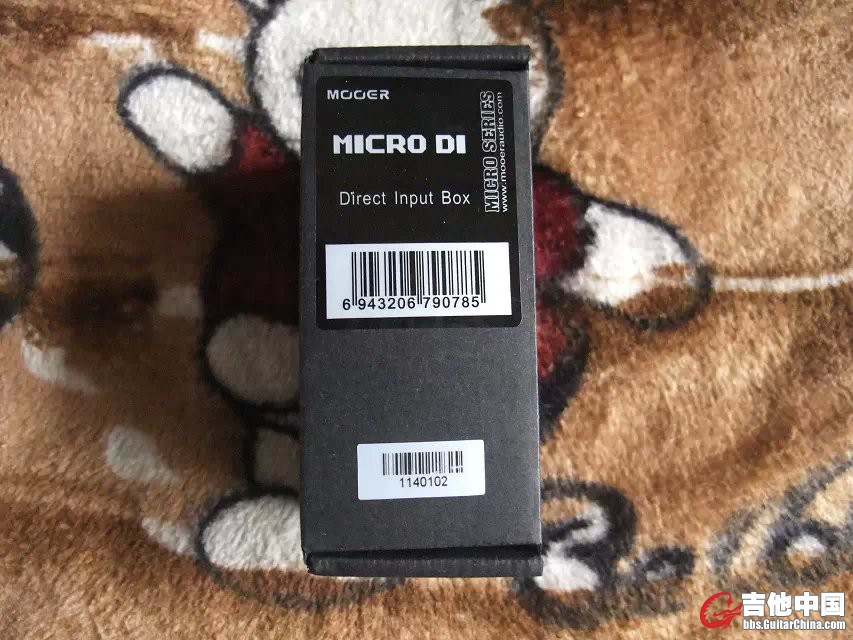 MOOER
MICRO DI
Direct Input Box
MICRO SERIES
www.mooeraudio.com
6 943206 790785
1140102
吉他中国
bbs.GuitarChina.com